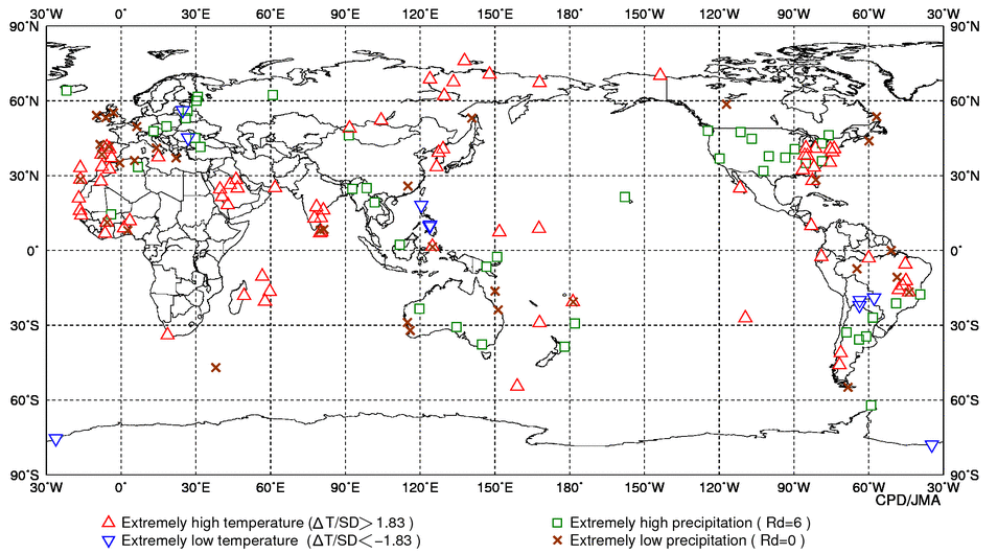 30°W 0° 30°E 60°E 90°E 120°E 150°E 180° 150°W 120°W 90°W 60°W 30°W
90°N 90°N
60°N 60°N
30°N 30°N
0° 0°
30°S 30°S
60°S 60°S
90°S 90°S
30°W 0° 30°E 60°E 90°E 120°E 150°E 180° 150°W 120°W 90°W 60°W 30°W
CPD/JMA
Extremely high temperature (ΔT/SD>1.83) Extremely high precipitation ( Rd=6 )
Extremely low temperature (ΔT/SD<-1.83) Extremely low precipitation ( Rd=0 )